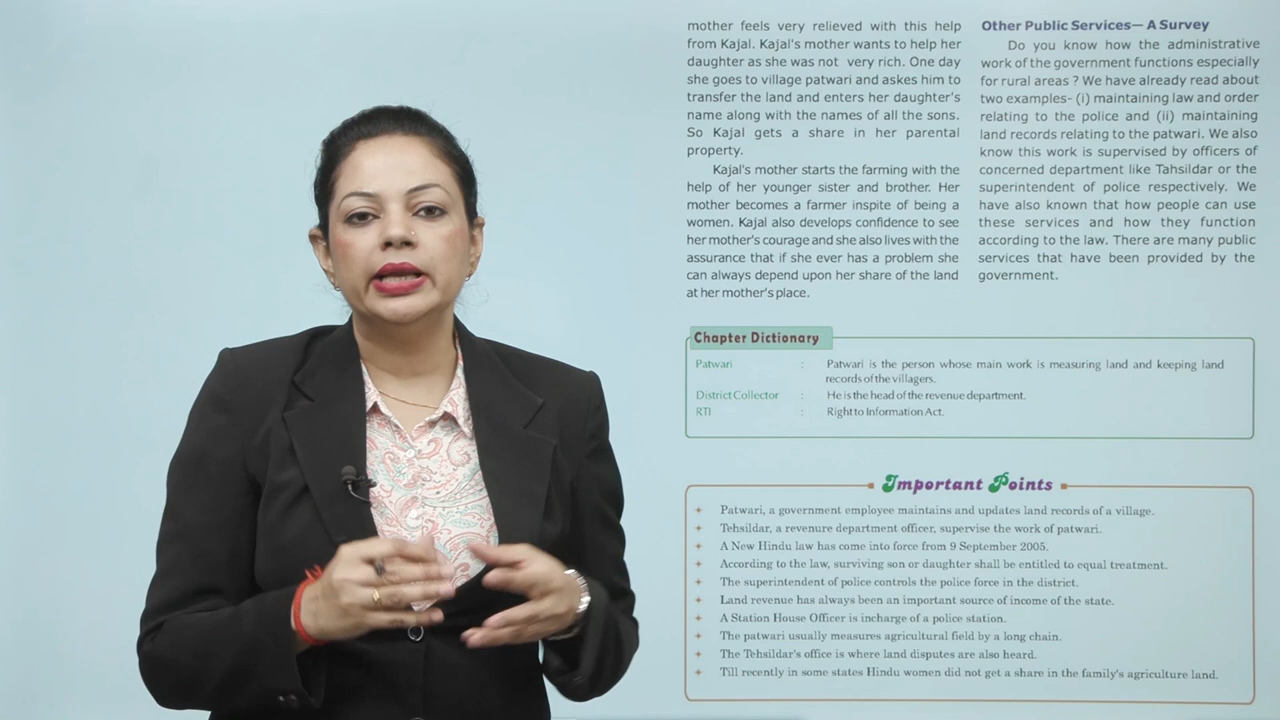 mother feels very relieved with this help
from Kajal. Kajal's mother wants to help her
daughter as she was not very rich. One day
she goes to village patwari and askes him to
transfer the land and enters her daughter's
name along with the names of all the sons.
So Kajal gets a share in her parental
property.
Kajal's mother starts the farming with the
help of her younger sister and brother. Her
mother becomes a farmer inspite of being a
women. Kajal also develops confidence to see
her mother's courage and she also lives with the
assurance that if she ever has a problem she
can always depend upon her share of the land
at her mother's place.
Other Public Services— A Survey
Do you know how the administrative
work of the government functions especially
for rural areas ? We have already read about
two examples- (i) maintaining law and order
relating to the police and (ii) maintaining
land records relating to the patwari. We also
know this work is supervised by officers of
concerned department like Tahsildar or the
superintendent of police respectively. We
have also known that how people can use
these services and how they function
according to the law. There are many public
services that have been provided by the
government.
Chapter Dictionary
Patwari : Patwari is the person whose main work is measuring land and keeping land
records of the villagers.
District Collector : He is the head of the revenue department.
RTI : Right to Information Act.
Important Points
Patwari, a government employee maintains and updates land records of a village.
Tehsildar, a revenure department officer, supervise the work of patwari.
A New Hindu law has come into force from 9 September 2005.
According to the law, surviving son or daughter shall be entitled to equal treatment.
The superintendent of police controls the police force in the district.
Land revenue has always been an important source of income of the state.
A Station House Officer is incharge of a police station.
The patwari usually measures agricultural field by a long chain.
The Tehsildar's office is where land disputes are also heard.
Till recently in some states Hindu women did not get a share in the family's agriculture land.